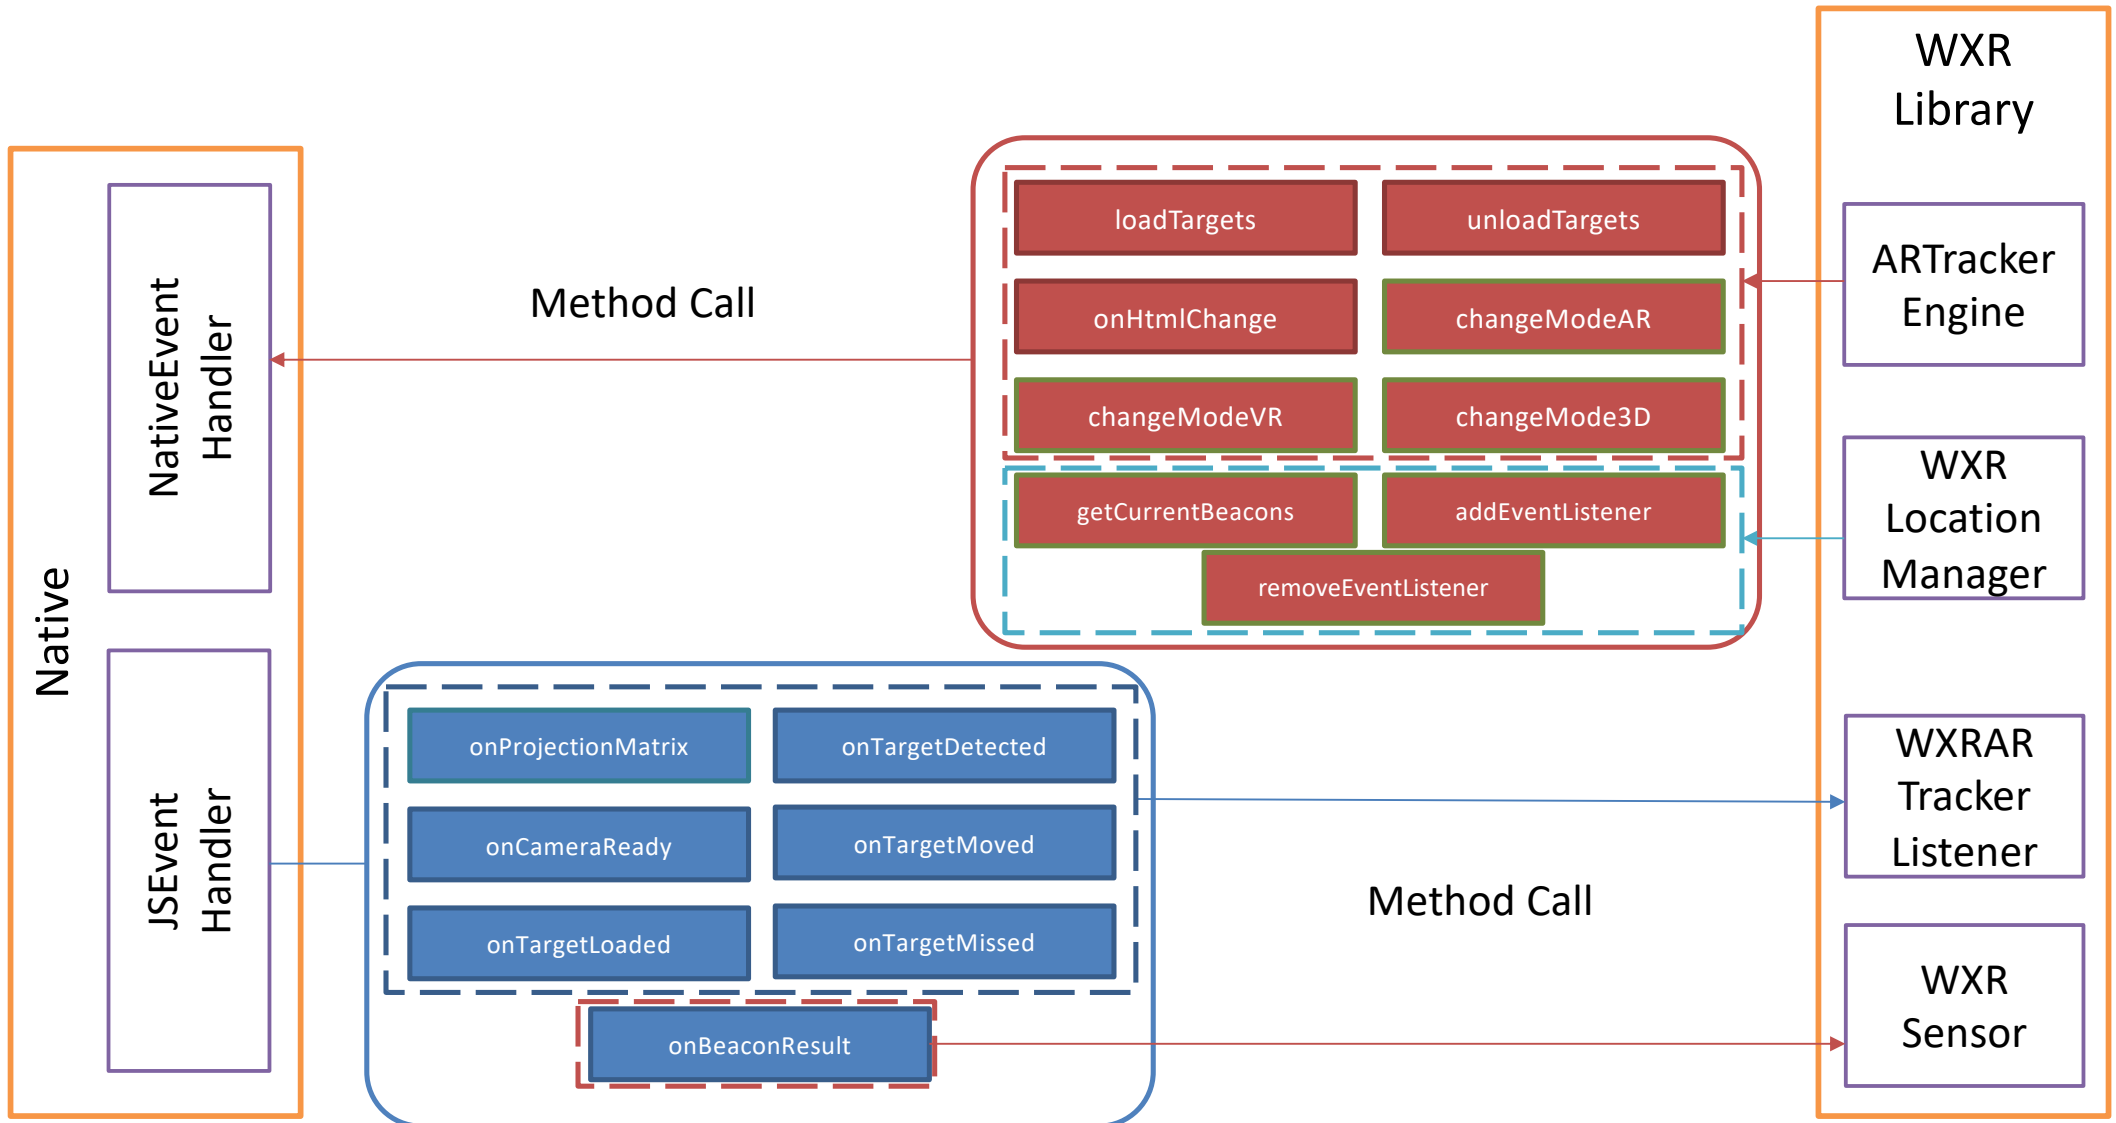 WXR
Library
loadTargets
unloadTargets
ARTracker
Engine
onHtmlChange
changeModeAR
Method Call
NativeEvent
Handler
changeModeVR
changeMode3D
WXR
Location
Manager
getCurrentBeacons
addEventListener
removeEventListener
Native
JSEvent
Handler
onProjectionMatrix
onTargetDetected
WXRAR
Tracker
Listener
onCameraReady
onTargetMoved
Method Call
onTargetLoaded
onTargetMissed
WXR
Sensor
onBeaconResult